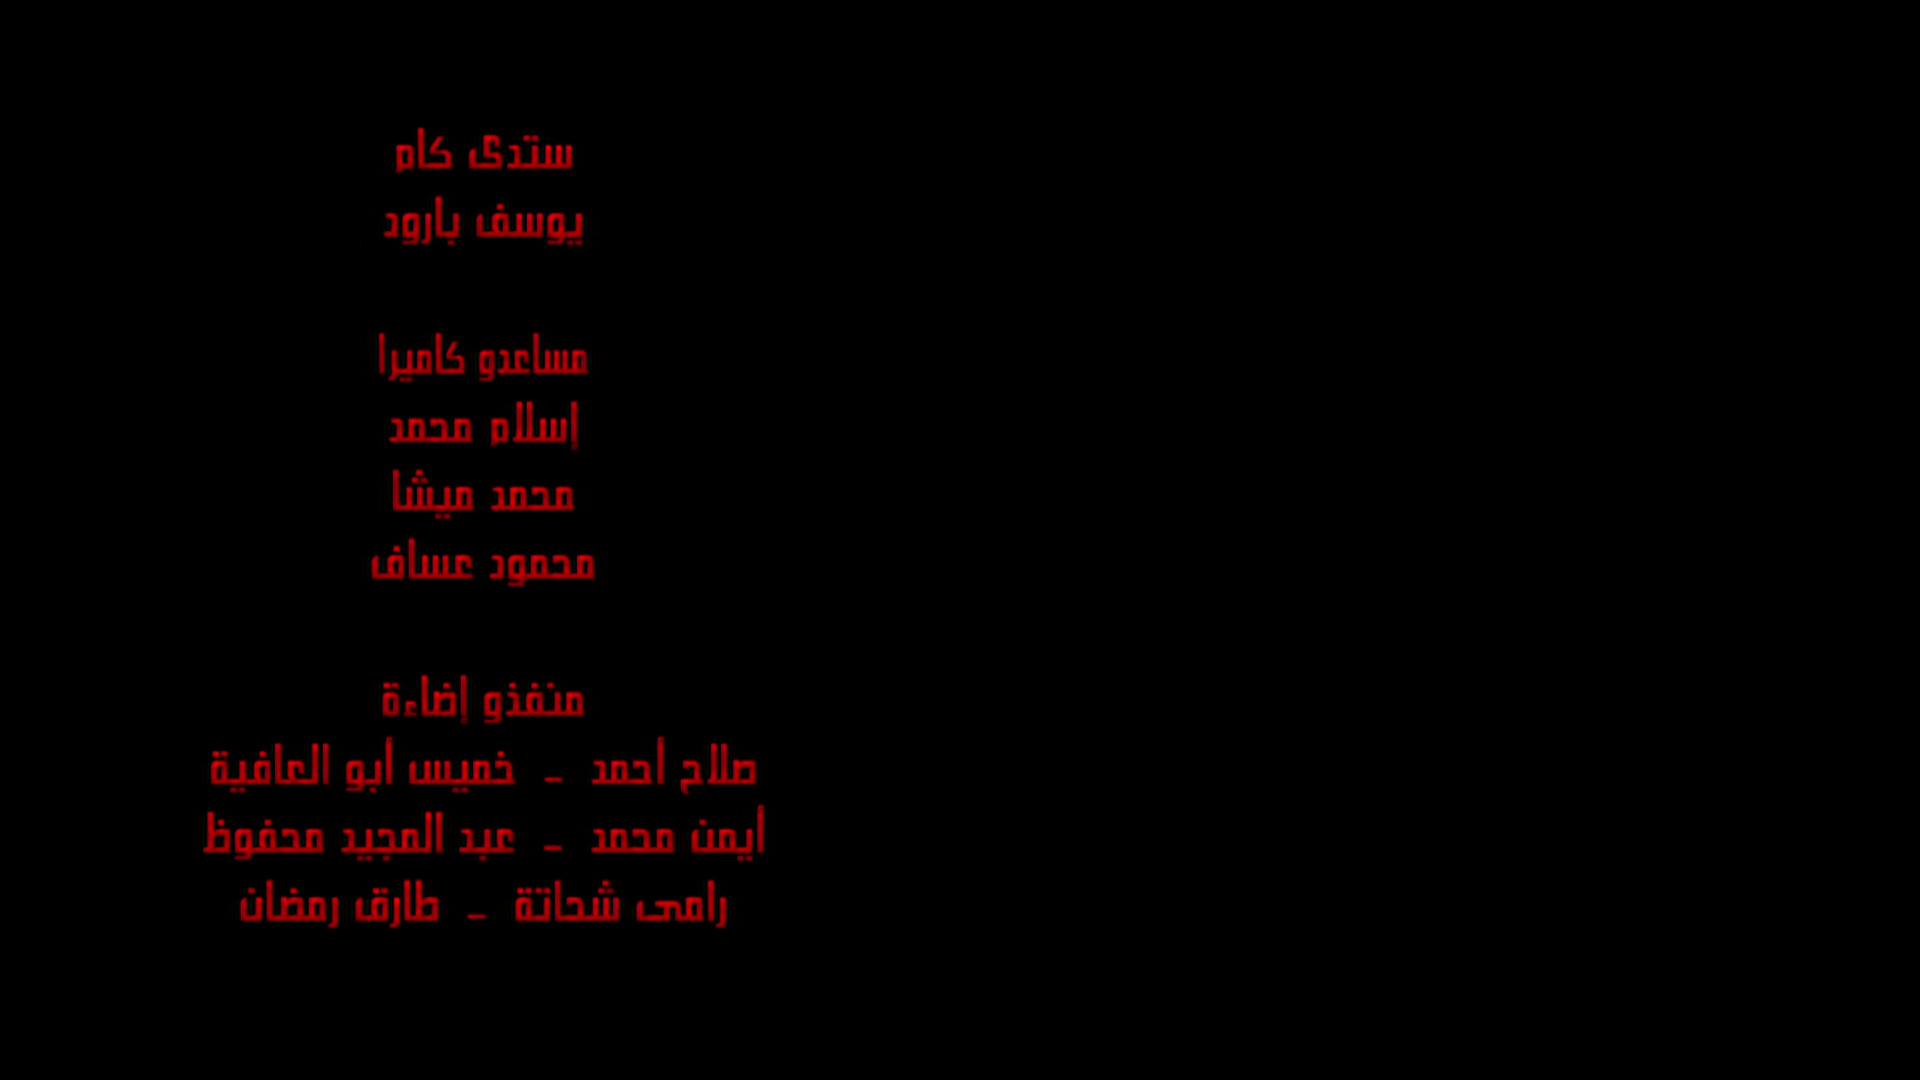 ستدى كام
يوسف بارود
مساعدو كاميرا
إسلام محمد
محمد ميشا
محمود عساف
منفذو إضاءة
صلاح أحمد - خميس أبو العافية
أيمن محمد - عبد المجيد محفوظ
رامى شحاتة - طارق رمضان